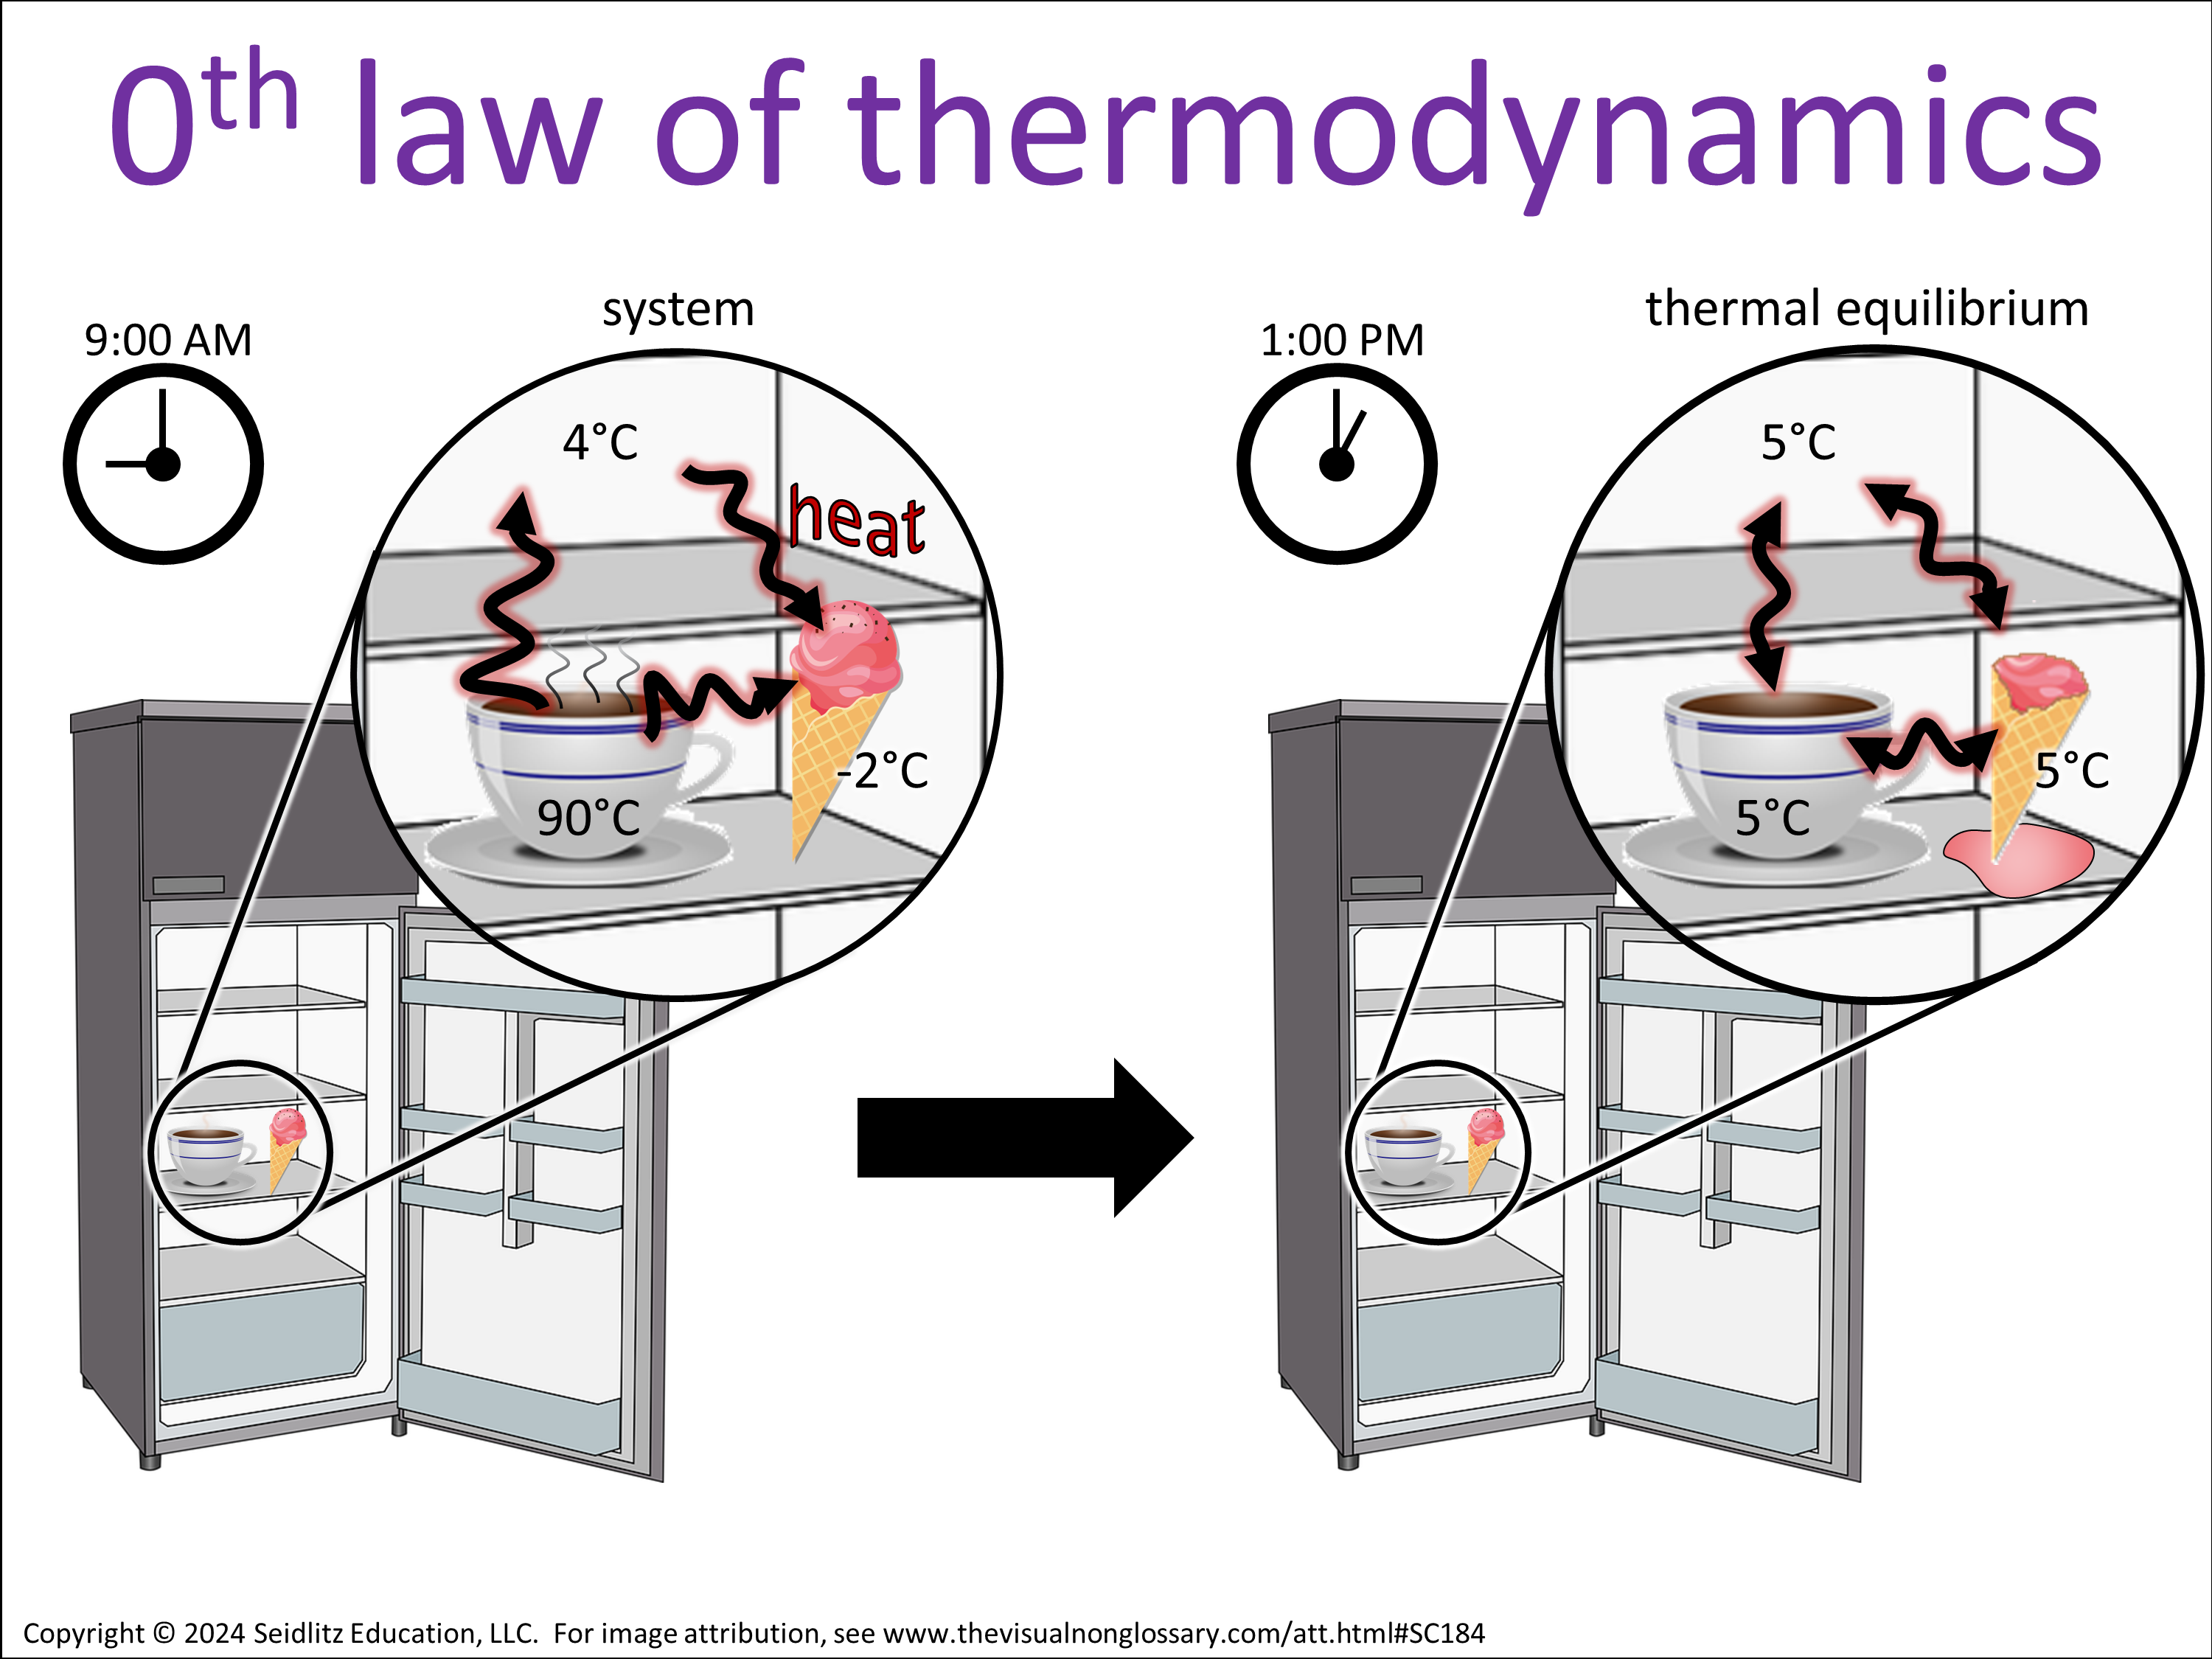 0th law of thermodynamics
9:00 AM
system
4°C
heat
-2°C
90°C
1:00 PM
thermal equilibrium
5°C
5°C
5°C
Copyright © 2024 Seidlitz Education, LLC.  For image attribution, see www.thevisualnonglossary.com/att.html#SC184